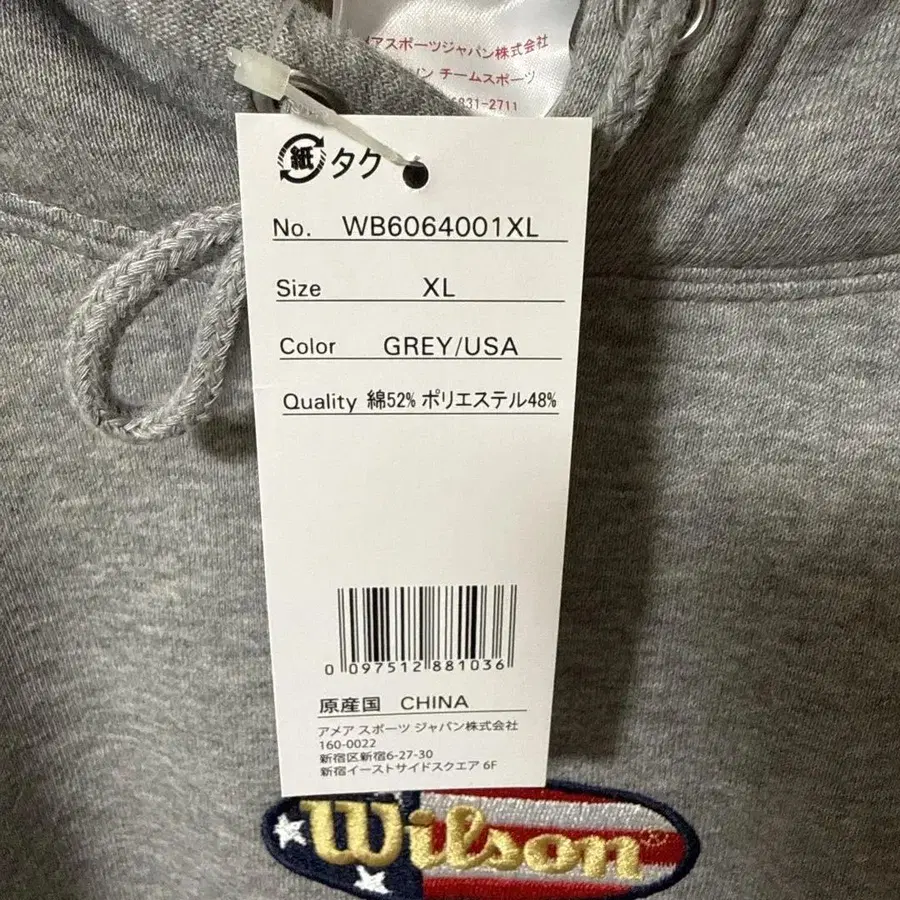 メアスポーツジャパン株式会社
ン チームスポーツ
831-2711
紙 タグ
No. WB6064001XL
Size XL
Color GREY/USA
Quality 綿52% ポリエステル48%
0 097512 881036
原産国 CHINA
アメア スポーツ ジャパン株式会社
160-0022
新宿区新宿6-27-30
新宿イーストサイドスクエア 6F
Wilson®